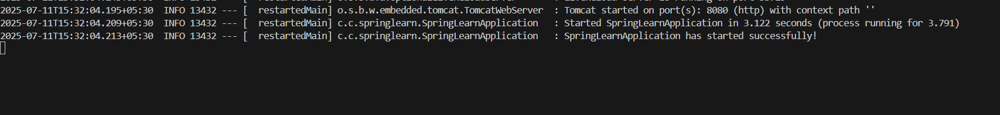 2025-07-11T15:32:04.195+05:30  INFO 13432 --- [  restartedMain] o.s.b.w.embedded.tomcat.TomcatWebServer  : Tomcat started on port(s): 8080 (http) with context path ''
2025-07-11T15:32:04.209+05:30  INFO 13432 --- [  restartedMain] c.c.springlearn.SpringLearnApplication   : Started SpringLearnApplication in 3.122 seconds (process running for 3.791)
2025-07-11T15:32:04.213+05:30  INFO 13432 --- [  restartedMain] c.c.springlearn.SpringLearnApplication   : SpringLearnApplication has started successfully!